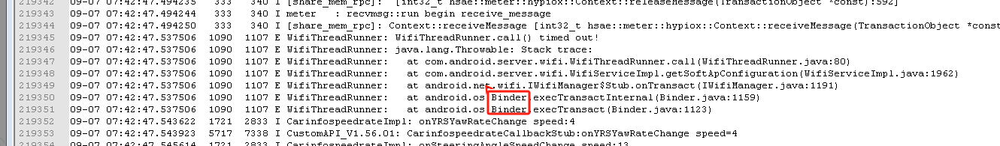 219342 09-07 07:42:47.494235 333 340 I [share_mem_rpc]: [int32_t hsae::meter::hypiox::Context::releaseMessage(TransactionObject *const):592]
219343 09-07 07:42:47.494244 333 340 I meter : recvmsg::run begin receive_message
219344 09-07 07:42:47.494250 333 340 I [share_mem_rpc]: Context::receiveMessage [int32_t hsae::meter::hypiox::Context::receiveMessage(TransactionObject *const
219345 09-07 07:42:47.537506 1090 1107 E WifiThreadRunner: WifiThreadRunner.call() timed out!
219346 09-07 07:42:47.537506 1090 1107 E WifiThreadRunner: java.lang.Throwable: Stack trace:
219347 09-07 07:42:47.537506 1090 1107 E WifiThreadRunner: at com.android.server.wifi.WifiThreadRunner.call(WifiThreadRunner.java:80)
219348 09-07 07:42:47.537506 1090 1107 E WifiThreadRunner: at com.android.server.wifi.WifiServiceImpl.getSoftApConfiguration(WifiServiceImpl.java:1962)
219349 09-07 07:42:47.537506 1090 1107 E WifiThreadRunner: at android.net.wifi.IWifiManager$Stub.onTransact(IWifiManager.java:1191)
219350 09-07 07:42:47.537506 1090 1107 E WifiThreadRunner: at android.os.Binder.execTransactInternal(Binder.java:1159)
219351 09-07 07:42:47.537506 1090 1107 E WifiThreadRunner: at android.os.Binder.execTransact(Binder.java:1123)
219352 09-07 07:42:47.543622 1721 2833 I CarinfospeedrateImpl: onYRSYawRateChange speed:4
219353 09-07 07:42:47.543923 5717 7338 I CustomAPI_V1.56.01: CarinfospeedrateCallbackStub:onYRSYawRateChange speed=4
219354 09-07 07:42:47.545614 1721 2833 I CarinfospeedrateImpl: onSteeringAngleSpeedChange speed:13